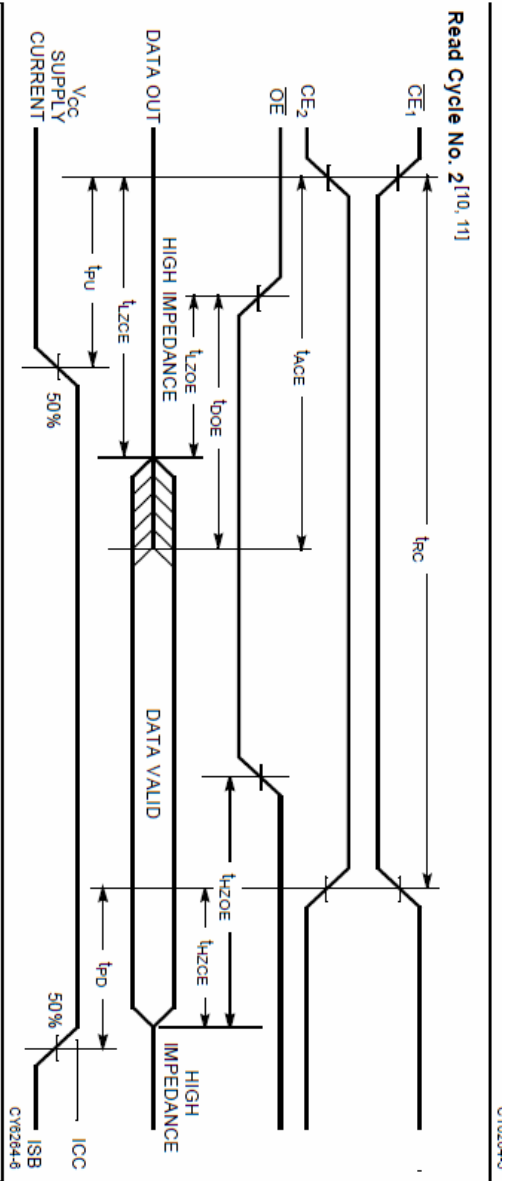 Read Cycle No. 2[10, 11]
tRC
CE1
CE2
tACE
OE
tDOE
tHZOE
tLZOE
tHZCE
HIGH IMPEDANCE
HIGH
IMPEDANCE
DATA OUT
DATA VALID
tLZCE
tPD
VCC
SUPPLY
CURRENT
tPU
50%
50%
ICC
ISB
CY6264-6